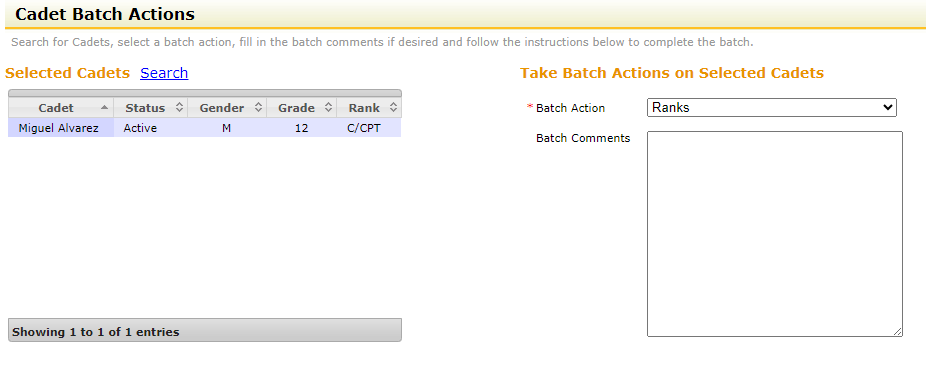 Cadet Batch Actions
Search for Cadets, select a batch action, fill in the batch comments if desired and follow the instructions below to complete the batch.
Selected Cadets Search
Cadet Status Gender Grade Rank
Miguel Alvarez Active M 12 C/CPT
Showing 1 to 1 of 1 entries
Take Batch Actions on Selected Cadets
* Batch Action Ranks
Batch Comments